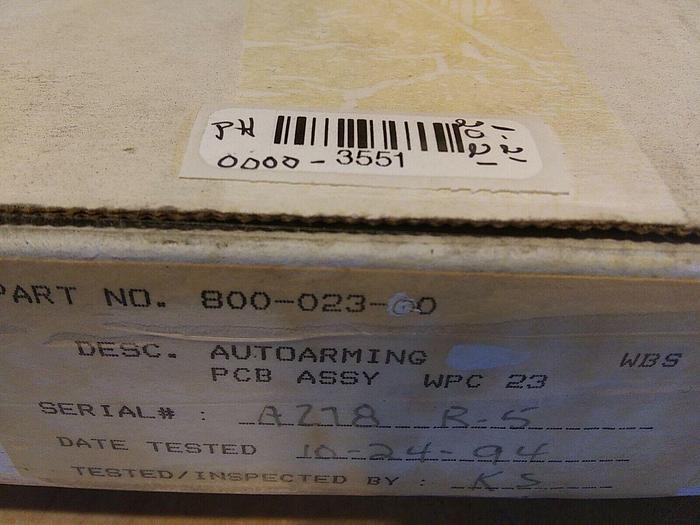 PH
0000-3551
PART NO. 800-023-00
DESC. AUTOARMING WBS
PCB ASSY WPC 23
SERIAL# : A278 R-5
DATE TESTED 10-24-94
TESTED/INSPECTED BY : KS